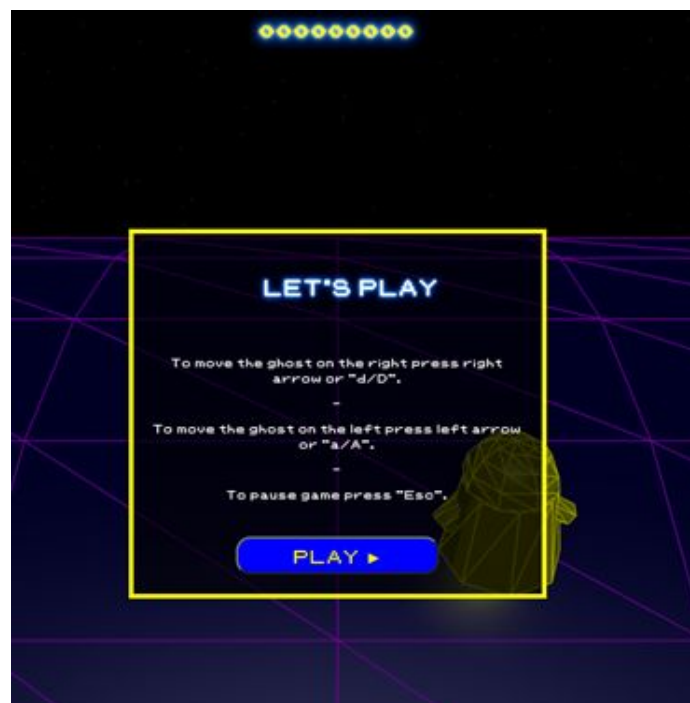 LET'S PLAY
To move the ghost on the right press right
arrow or "d/D".
-
To move the ghost on the left press left arrow
or "a/A".
-
To pause game press "Esc".
PLAY ▸